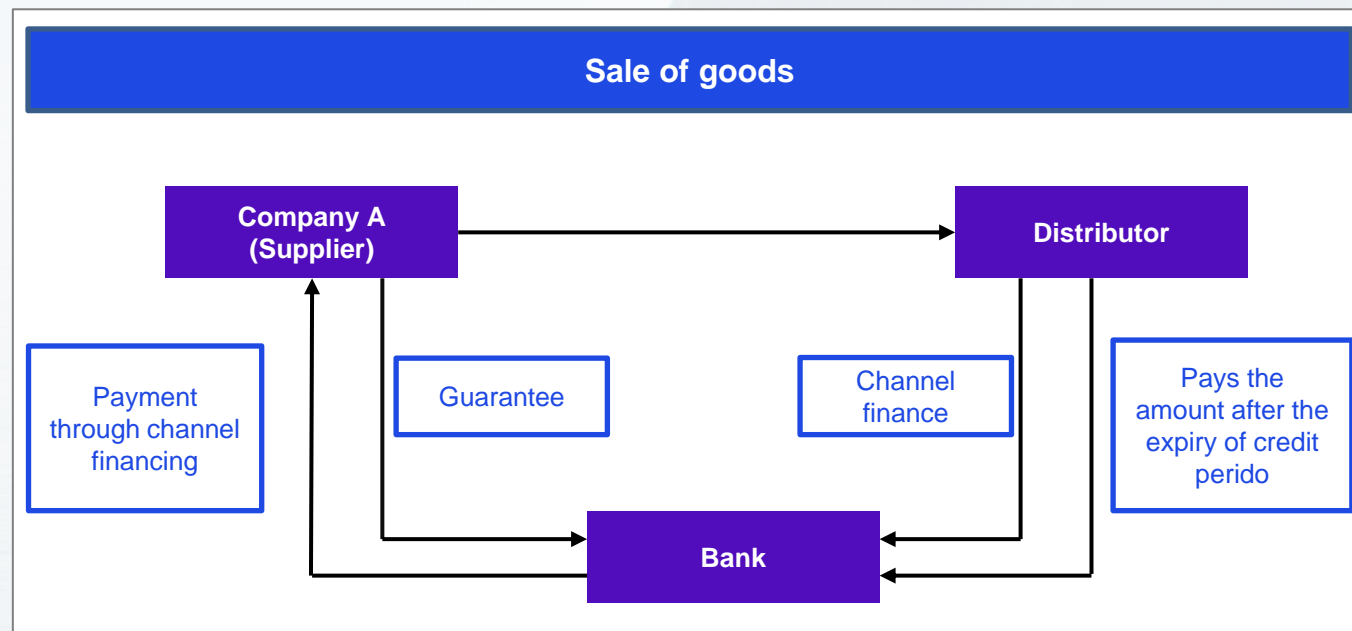 Sale of goods
Company A
(Supplier)
Distributor
Payment
through channel
financing
Guarantee
Channel
finance
Pays the
amount after the
expiry of credit
perido
Bank